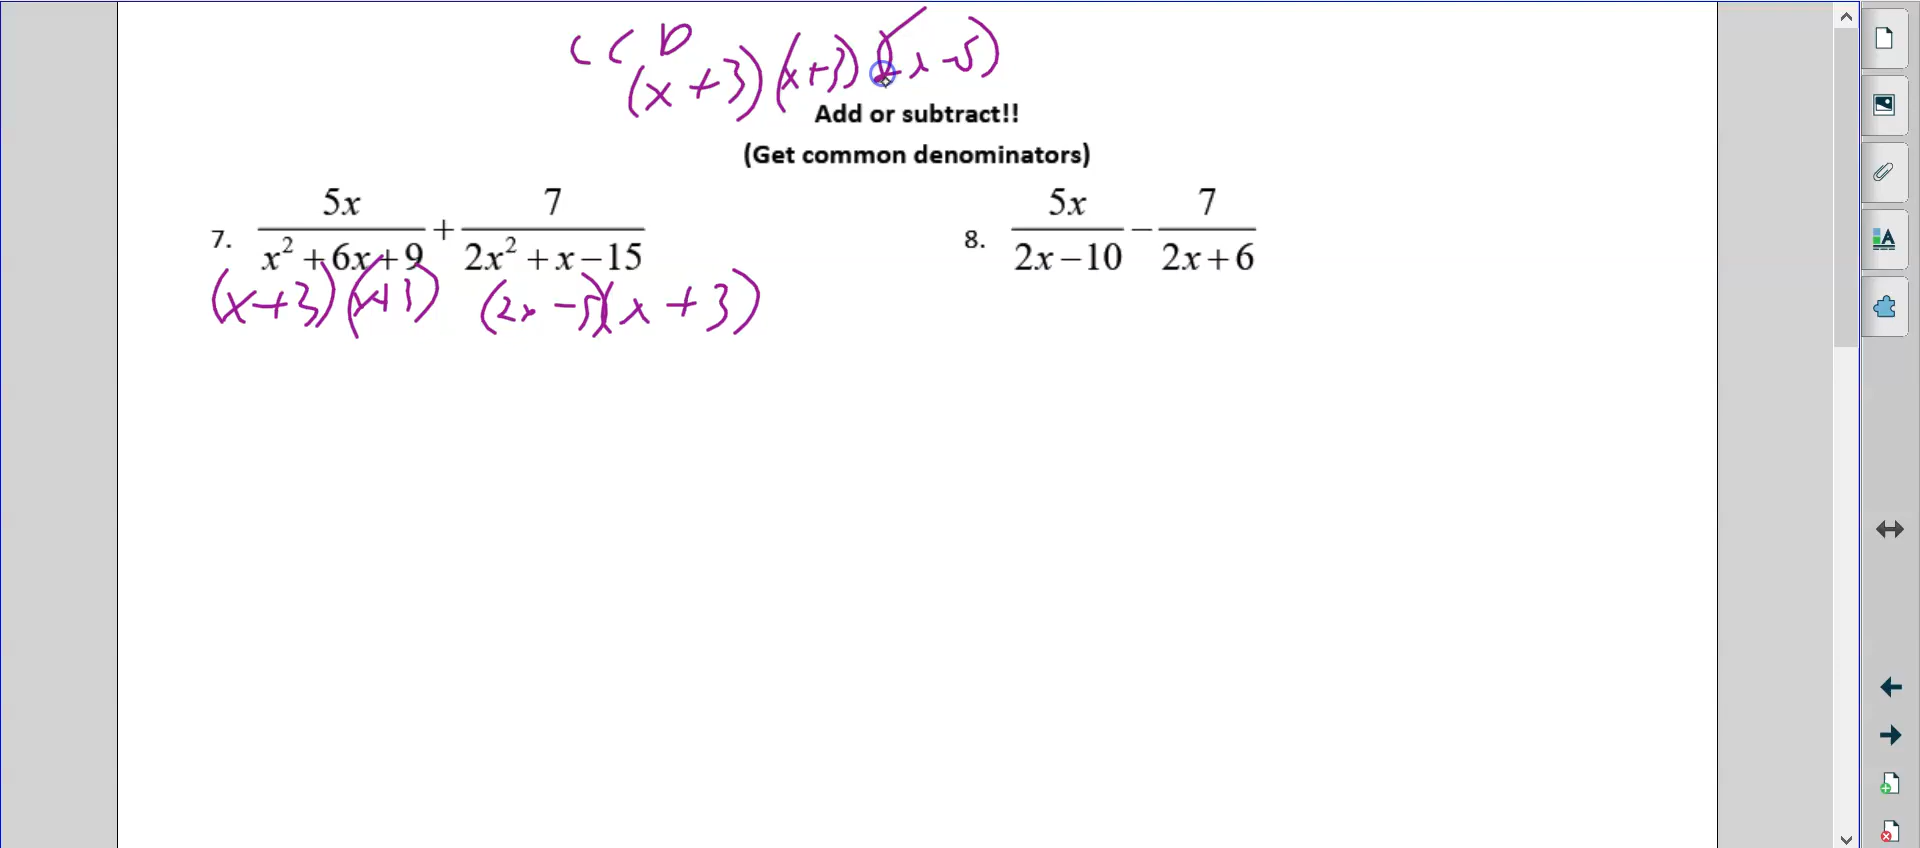 LCD
(x+3)(x+3)(2x-5)
Add or subtract!!
(Get common denominators)
7. 5x/(x²+6x+9) + 7/(2x²+x−15)
8. 5x/(2x−10) − 7/(2x+6)
(x+3)(x+3) (2x-5)(x+3)